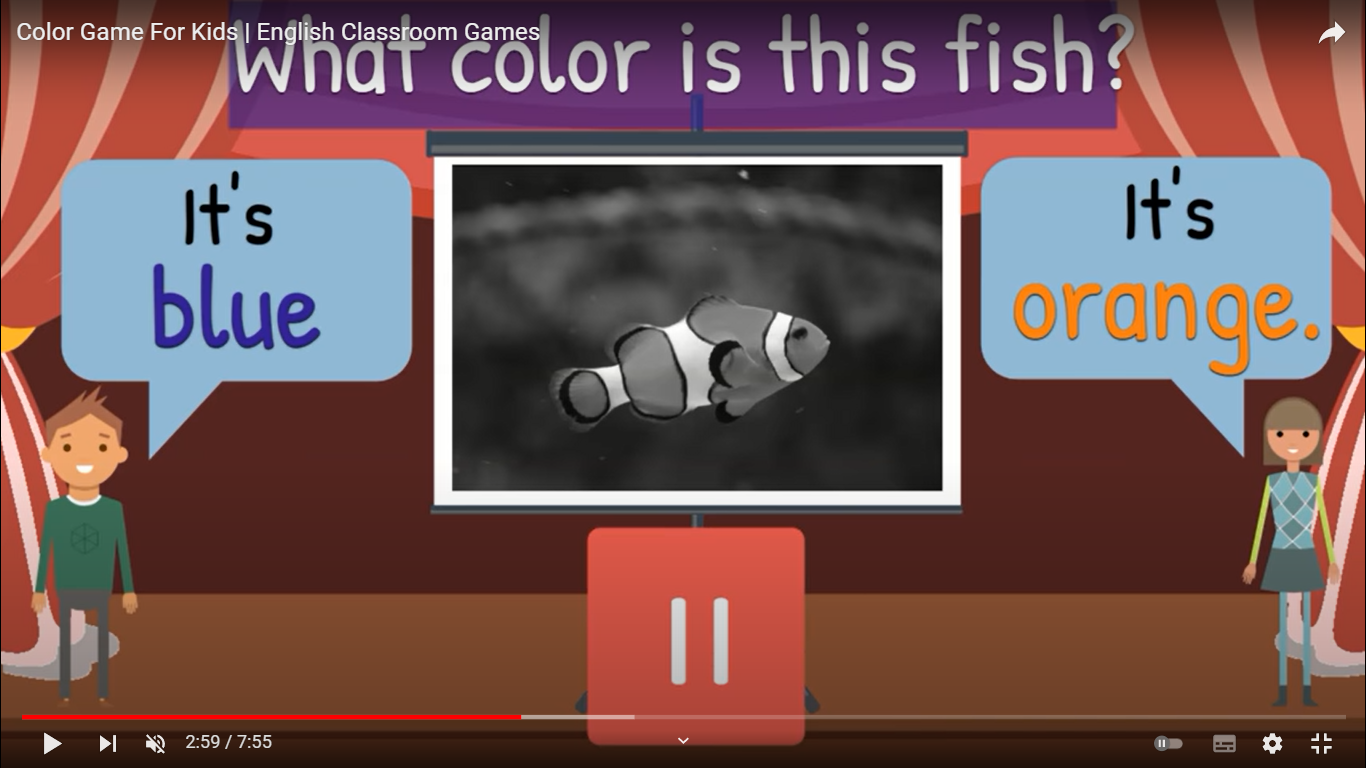 Color Game For Kids | English Classroom Games
What color is this fish?
It's
blue
It's
orange.
2:59 / 7:55